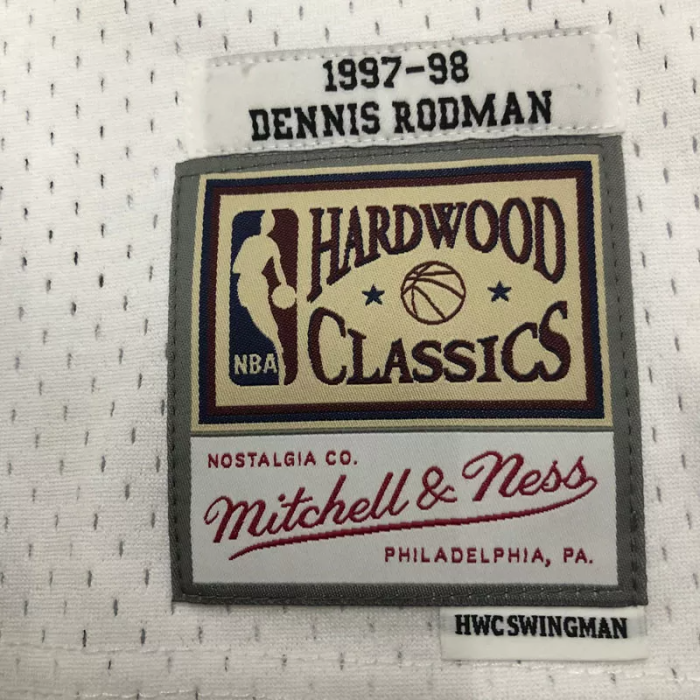 1997-98
DENNIS RODMAN
HARDWOOD
CLASSICS
NBA
NOSTALGIA CO.
Mitchell & Ness
PHILADELPHIA, PA.
HWC SWINGMAN